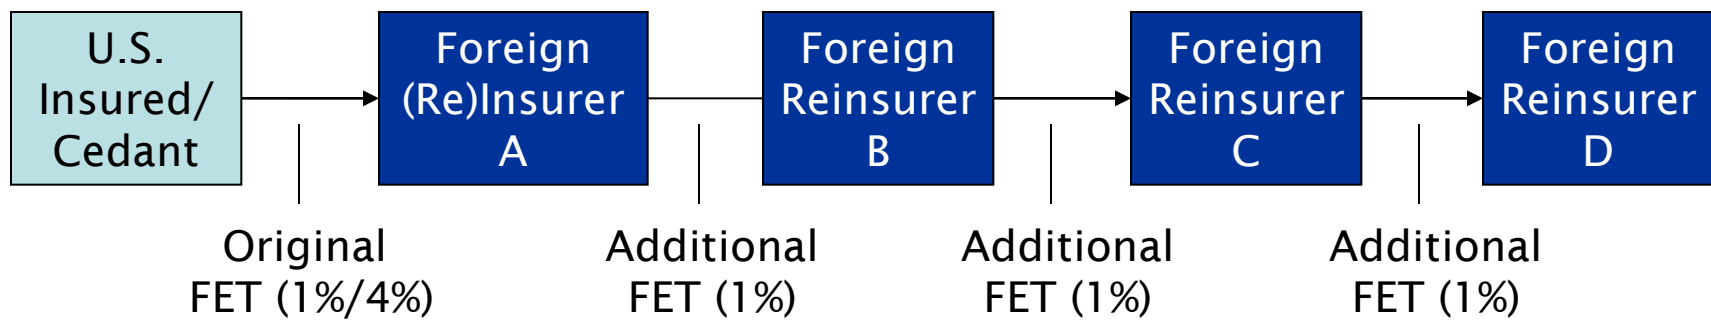 U.S.
Insured/
Cedant
Foreign
(Re)Insurer
A
Foreign
Reinsurer
B
Foreign
Reinsurer
C
Foreign
Reinsurer
D
Original
FET (1%/4%)
Additional
FET (1%)
Additional
FET (1%)
Additional
FET (1%)